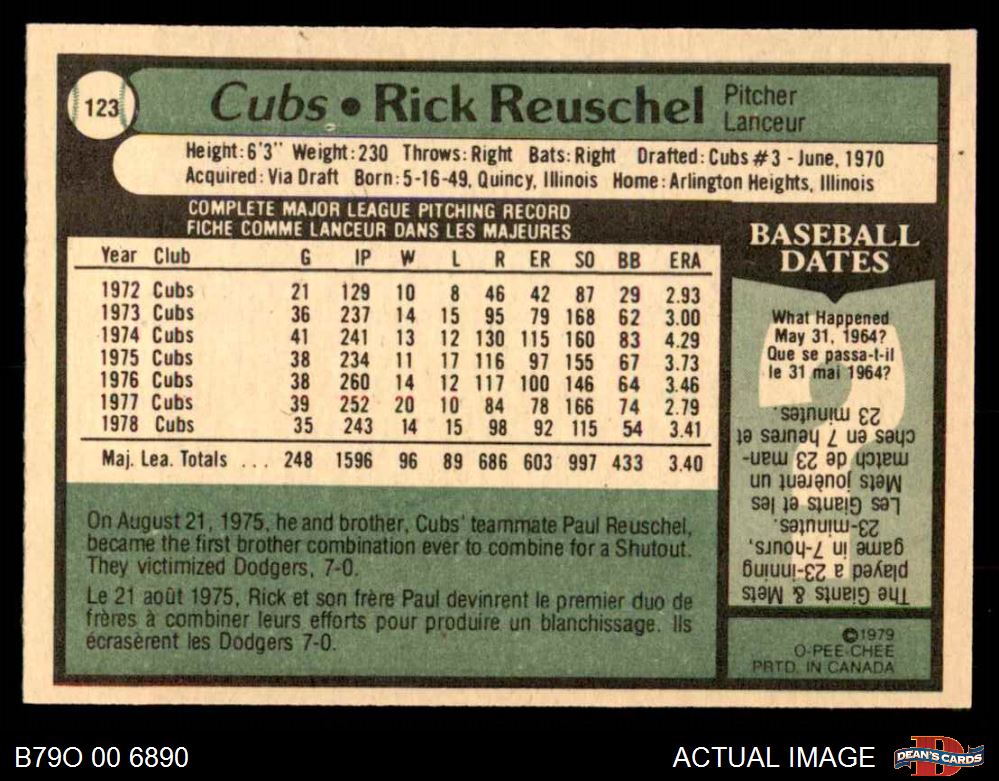 123
Cubs • Rick Reuschel
Pitcher
Lanceur
Height: 6'3" Weight: 230 Throws: Right Bats: Right Drafted: Cubs #3 - June, 1970
Acquired: Via Draft Born: 5-16-49, Quincy, Illinois Home: Arlington Heights, Illinois
COMPLETE MAJOR LEAGUE PITCHING RECORD
FICHE COMME LANCEUR DANS LES MAJEURES
Year Club G IP W L R ER SO BB ERA
1972 Cubs 21 129 10 8 46 42 87 29 2.93
1973 Cubs 36 237 14 15 95 79 168 62 3.00
1974 Cubs 41 241 13 12 130 115 160 83 4.29
1975 Cubs 38 234 11 17 116 97 155 67 3.73
1976 Cubs 38 260 14 12 117 100 146 64 3.46
1977 Cubs 39 252 20 10 84 78 166 74 2.79
1978 Cubs 35 243 14 15 98 92 115 54 3.41
Maj. Lea. Totals ... 248 1596 96 89 686 603 997 433 3.40
On August 21, 1975, he and brother, Cubs' teammate Paul Reuschel,
became the first brother combination ever to combine for a Shutout.
They victimized Dodgers, 7-0.
Le 21 août 1975, Rick et son frère Paul devinrent le premier duo de
frères à combiner leurs efforts pour produire un blanchissage. Ils
écrasèrent les Dodgers 7-0.
BASEBALL
DATES
What Happened
May 31, 1964?
Que se passa-t-il
le 31 mai 1964?
The Giants & Mets
played a 23-inning
game in 7-hours,
23-minutes.
Les Giants et les
Mets jouèrent un
match de 23 man-
ches en 7 heures et
23 minutes.
©1979
O-PEE-CHEE
PRTD. IN CANADA
B79O 00 6890
ACTUAL IMAGE
D
DEAN'S CARDS